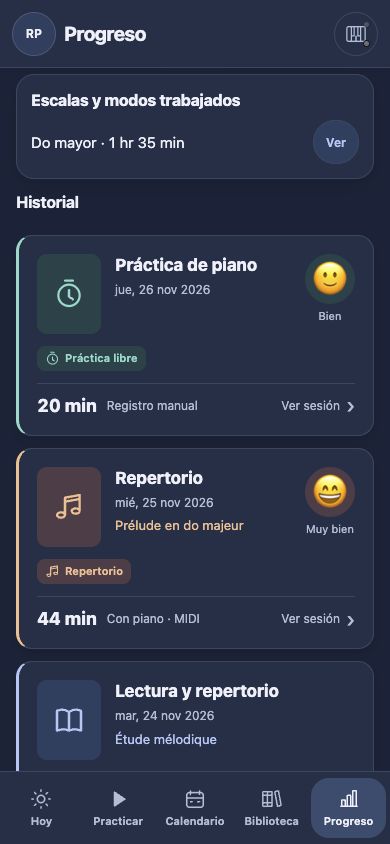 RP Progreso
Escalas y modos trabajados
Do mayor · 1 hr 35 min
Ver
Historial
Práctica de piano
jue, 26 nov 2026
Bien
Práctica libre
20 min Registro manual Ver sesión
Repertorio
mié, 25 nov 2026
Prélude en do majeur
Muy bien
Repertorio
44 min Con piano · MIDI Ver sesión
Lectura y repertorio
mar, 24 nov 2026
Étude mélodique
Hoy Practicar Calendario Biblioteca Progreso